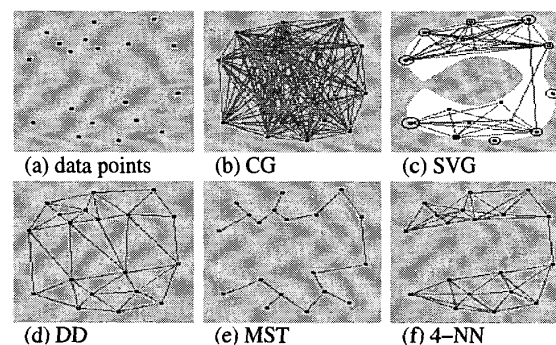 (a) data points
(b) CG
(c) SVG
(d) DD
(e) MST
(f) 4−NN